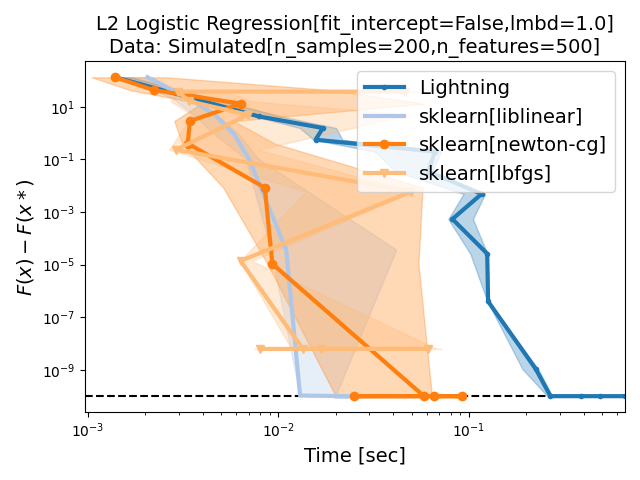 L2 Logistic Regression[fit_intercept=False,lmbd=1.0]
Data: Simulated[n_samples=200,n_features=500]
Lightning
sklearn[liblinear]
sklearn[newton-cg]
sklearn[lbfgs]
F(x) − F(x*)
10¹
10⁻¹
10⁻³
10⁻⁵
10⁻⁷
10⁻⁹
10⁻³
10⁻²
10⁻¹
Time [sec]